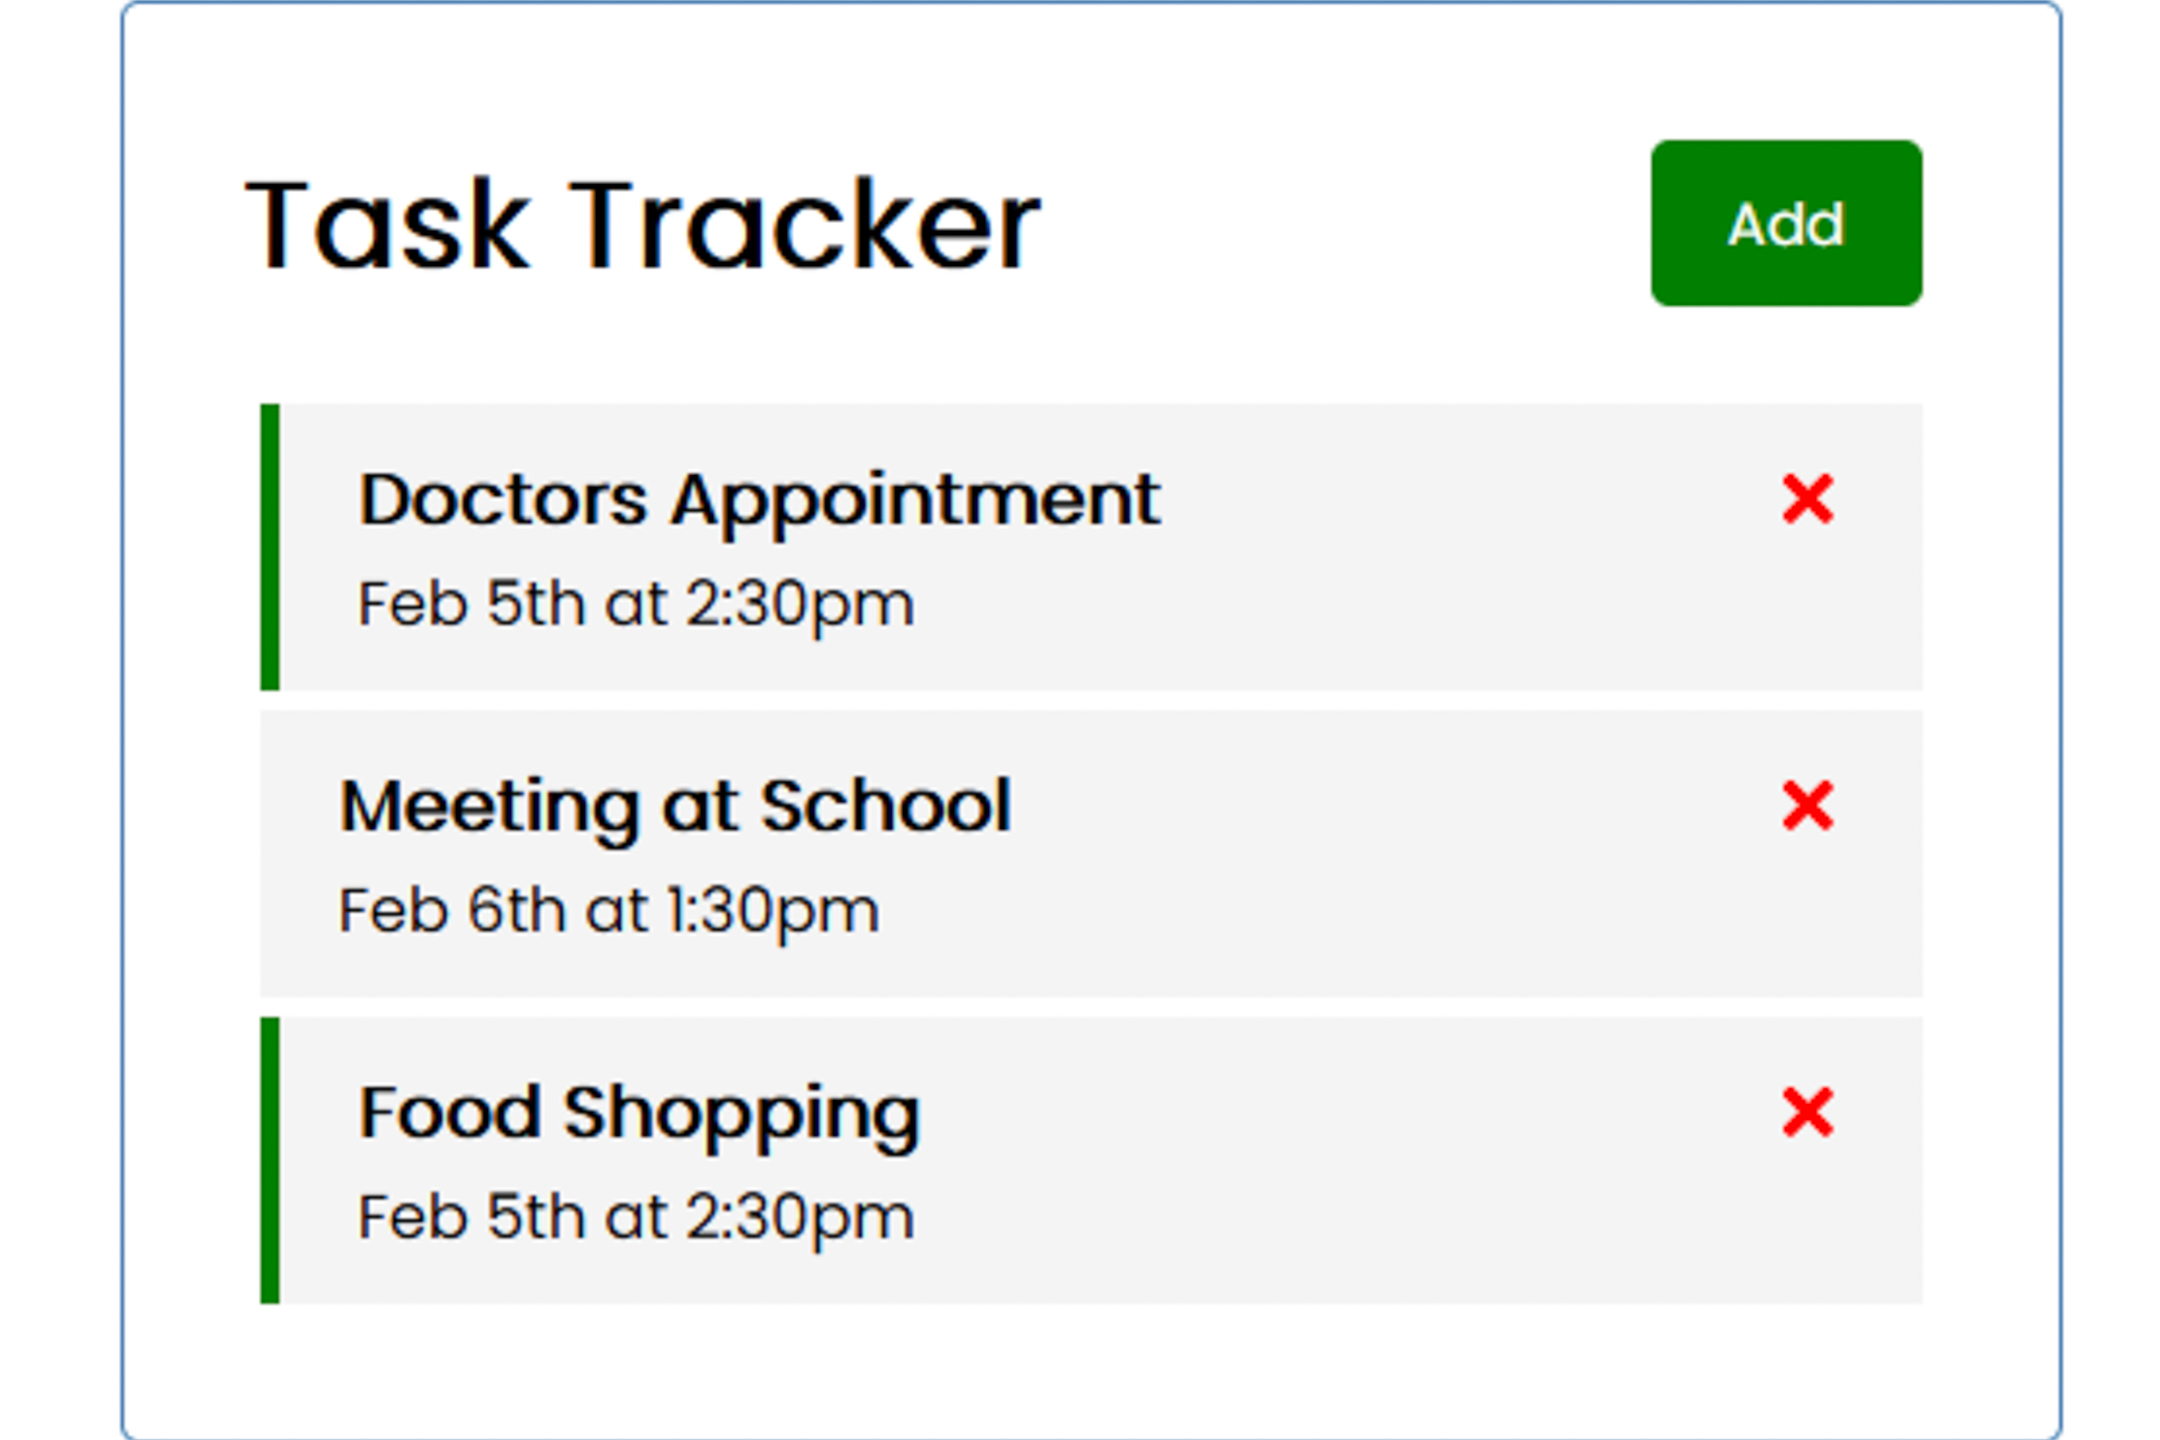 Task Tracker
Add
Doctors Appointment
Feb 5th at 2:30pm
Meeting at School
Feb 6th at 1:30pm
Food Shopping
Feb 5th at 2:30pm